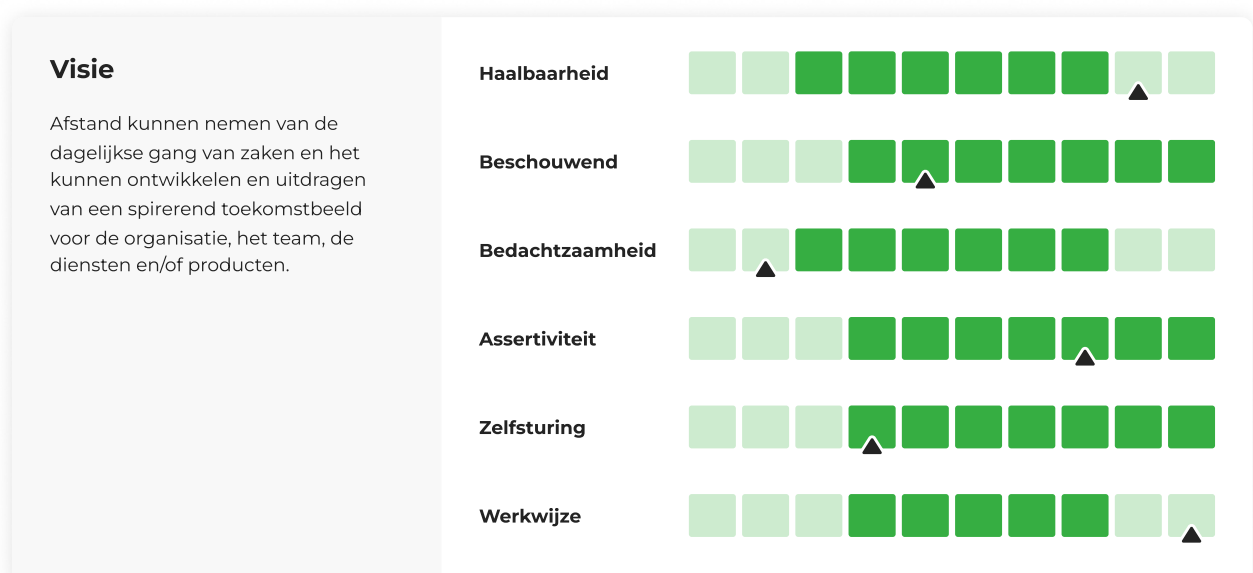 Visie
Afstand kunnen nemen van de
dagelijkse gang van zaken en het
kunnen ontwikkelen en uitdragen
van een spirerend toekomstbeeld
voor de organisatie, het team, de
diensten en/of producten.
Haalbaarheid
Beschouwend
Bedachtzaamheid
Assertiviteit
Zelfsturing
Werkwijze